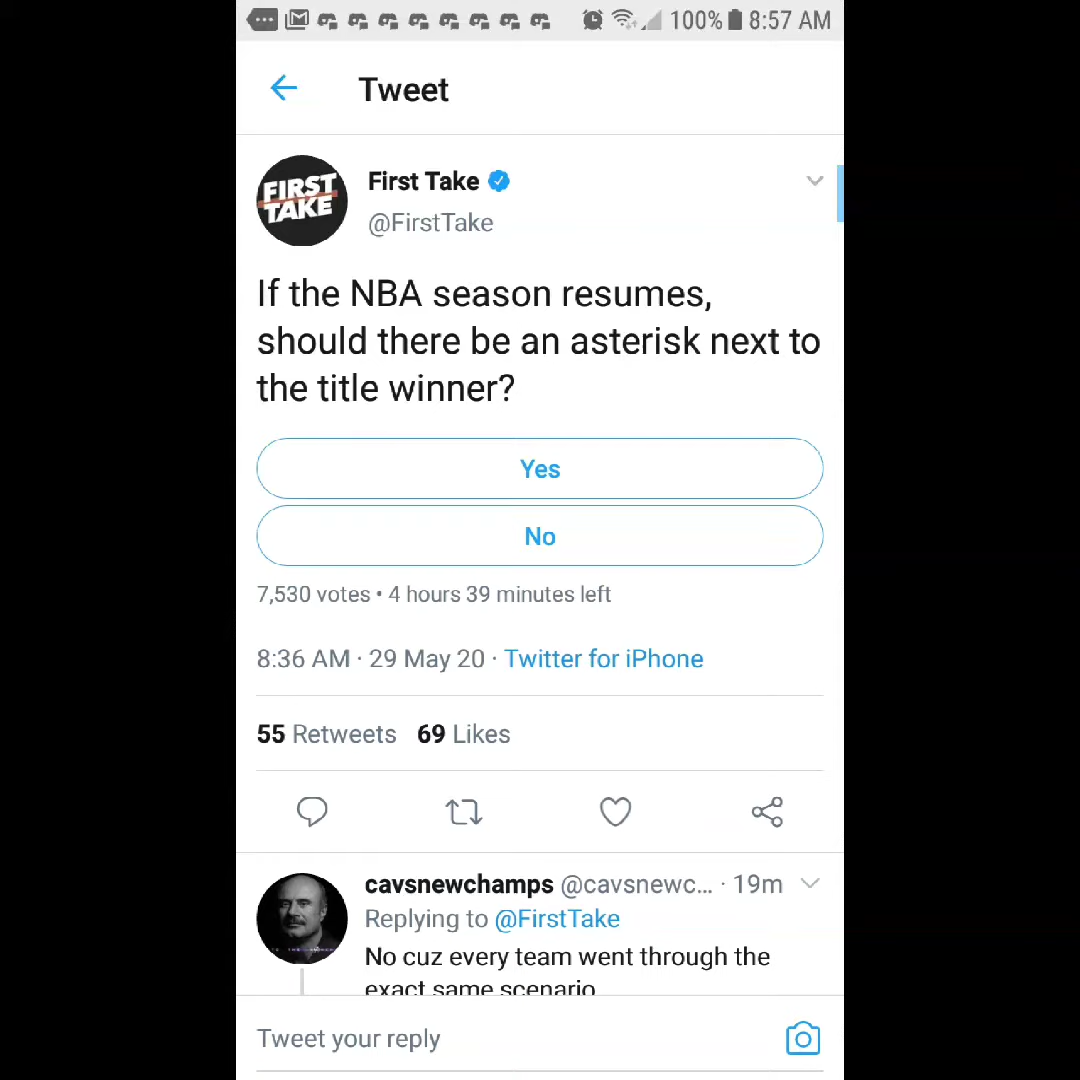 100% 8:57 AM
Tweet
FIRST
TAKE
First Take
@FirstTake
If the NBA season resumes,
should there be an asterisk next to
the title winner?
Yes
No
7,530 votes • 4 hours 39 minutes left
8:36 AM · 29 May 20 · Twitter for iPhone
55 Retweets 69 Likes
cavsnewchamps @cavsnewc... · 19m
Replying to @FirstTake
No cuz every team went through the
exact same scenario
Tweet your reply